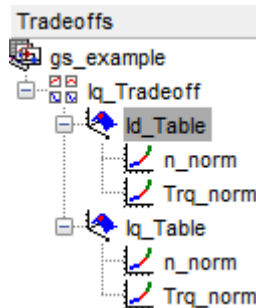 Tradeoffs
gs_example
Iq_Tradeoff
Id_Table
n_norm
Trq_norm
Iq_Table
n_norm
Trq_norm